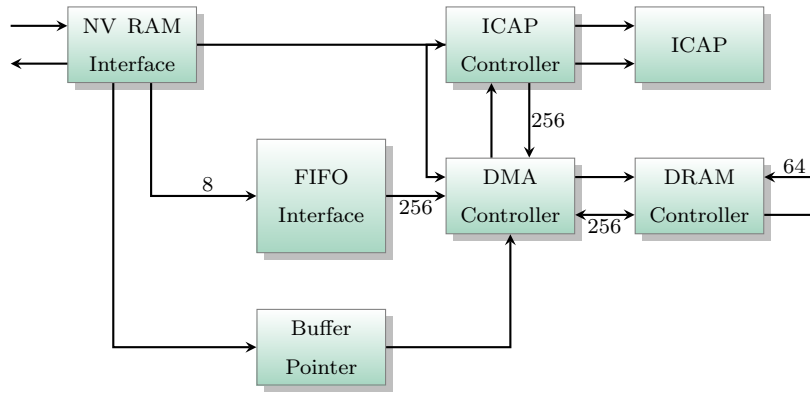 NV RAM
Interface
ICAP
Controller
ICAP
256
8
FIFO
Interface
256
DMA
Controller
256
DRAM
Controller
64
Buffer
Pointer